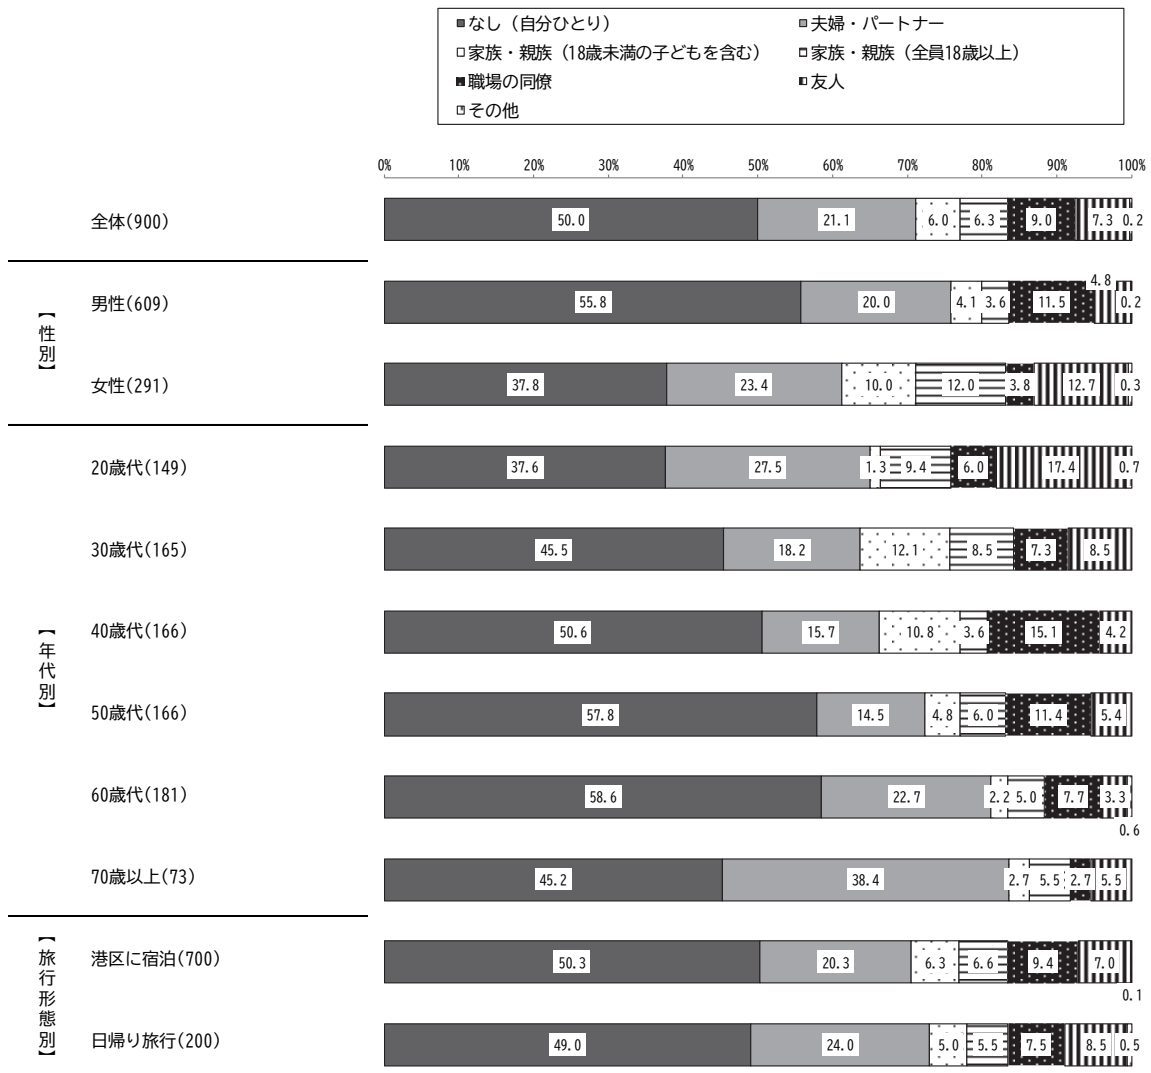 なし（自分ひとり） 夫婦・パートナー
家族・親族（18歳未満の子どもを含む） 家族・親族（全員18歳以上）
職場の同僚 友人
その他
0% 10% 20% 30% 40% 50% 60% 70% 80% 90% 100%
全体(900) 50.0 21.1 6.0 6.3 9.0 7.3 0.2
【性別】
男性(609) 55.8 20.0 4.1 3.6 11.5 4.8 0.2
女性(291) 37.8 23.4 10.0 12.0 3.8 12.7 0.3
【年代別】
20歳代(149) 37.6 27.5 1.3 9.4 6.0 17.4 0.7
30歳代(165) 45.5 18.2 12.1 8.5 7.3 8.5
40歳代(166) 50.6 15.7 10.8 3.6 15.1 4.2
50歳代(166) 57.8 14.5 4.8 6.0 11.4 5.4
60歳代(181) 58.6 22.7 2.2 5.0 7.7 3.3 0.6
70歳以上(73) 45.2 38.4 2.7 5.5 2.7 5.5
【旅行形態別】
港区に宿泊(700) 50.3 20.3 6.3 6.6 9.4 7.0 0.1
日帰り旅行(200) 49.0 24.0 5.0 5.5 7.5 8.5 0.5